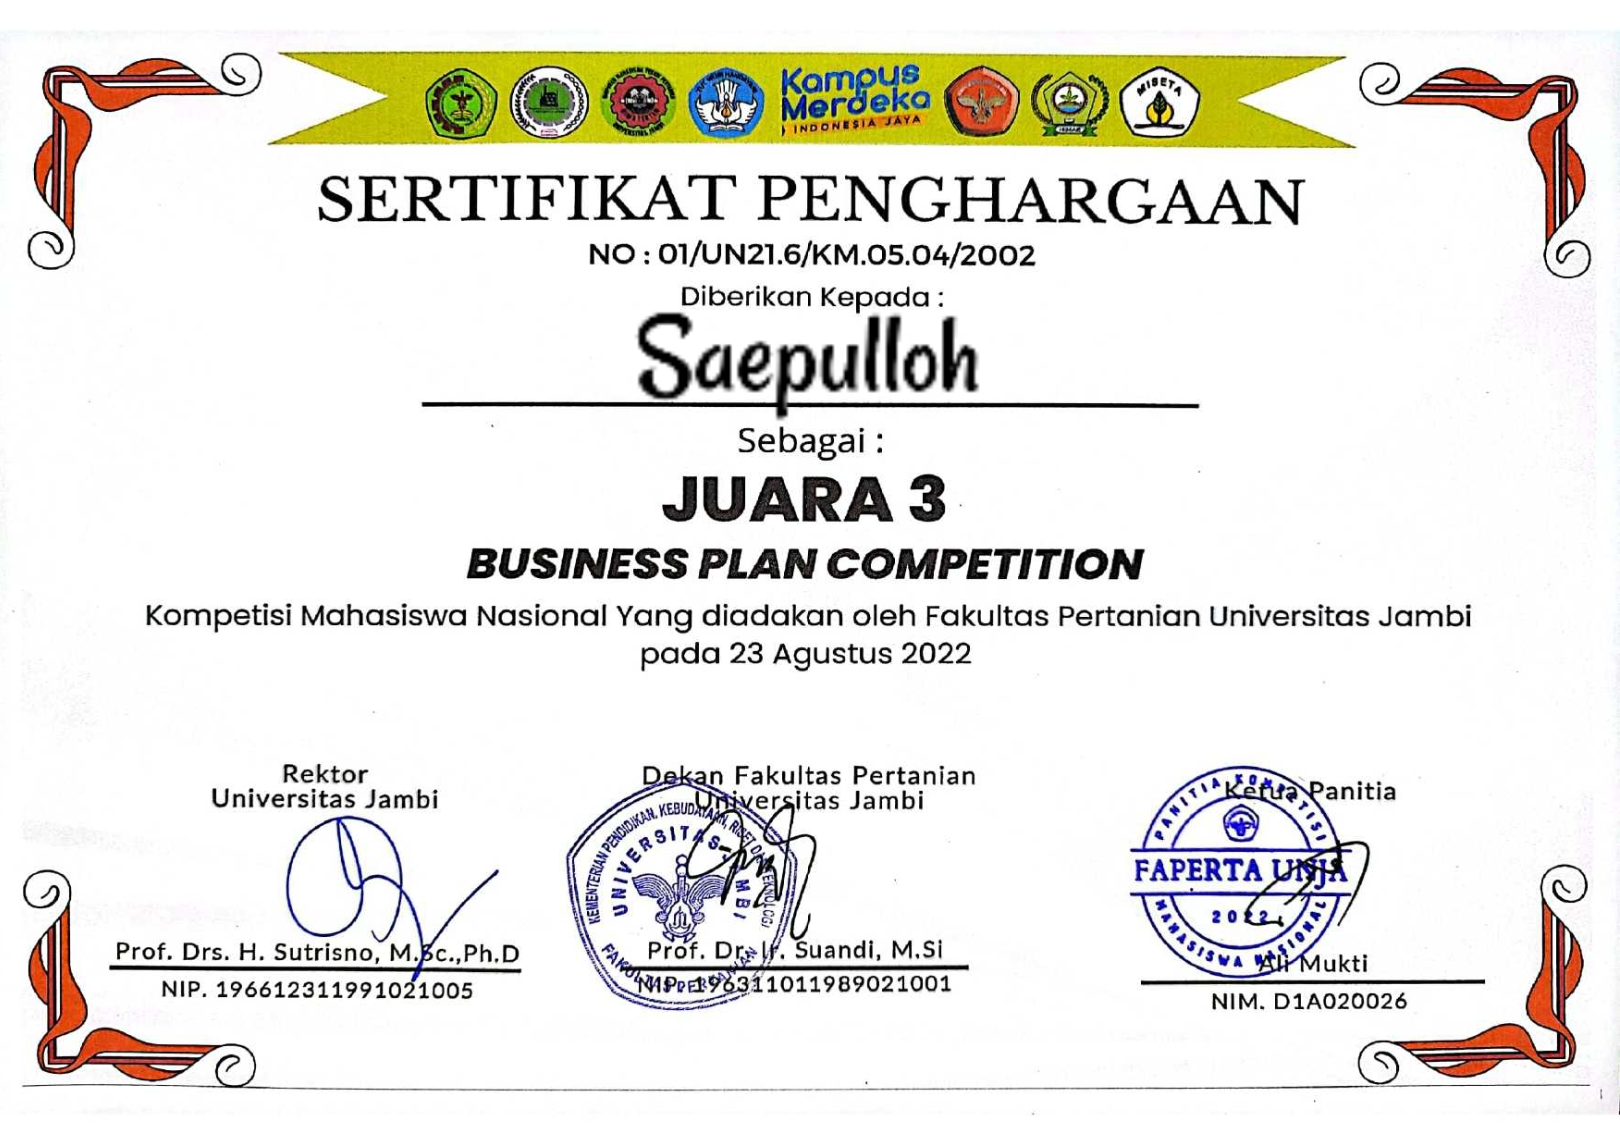 Kampus
Merdeka
INDONESIA JAYA
MISETA
SERTIFIKAT PENGHARGAAN
NO : 01/UN21.6/KM.05.04/2002
Diberikan Kepada :
Saepulloh
Sebagai :
JUARA 3
BUSINESS PLAN COMPETITION
Kompetisi Mahasiswa Nasional Yang diadakan oleh Fakultas Pertanian Universitas Jambi
pada 23 Agustus 2022
Rektor
Universitas Jambi
Prof. Drs. H. Sutrisno, M.Sc.,Ph.D
NIP. 196612311991021005
Dekan Fakultas Pertanian
Universitas Jambi
KEMENTERIAN PENDIDIKAN, KEBUDAYAAN, RISET DAN TEKNOLOGI
UNIVERSITAS JAMBI
FAKULTAS PERTANIAN
Prof. Dr. Ir. Suandi, M.Si
NIP. 196311011989021001
Ketua Panitia
PANITIA KOMPETISI
FAPERTA UNJA
2022
MAHASISWA NASIONAL
Ali Mukti
NIM. D1A020026